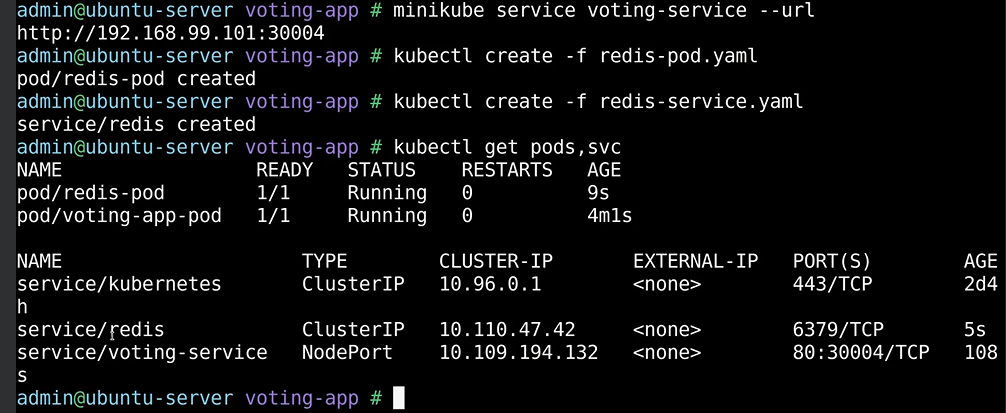 admin@ubuntu-server voting-app # minikube service voting-service --url
http://192.168.99.101:30004
admin@ubuntu-server voting-app # kubectl create -f redis-pod.yaml
pod/redis-pod created
admin@ubuntu-server voting-app # kubectl create -f redis-service.yaml
service/redis created
admin@ubuntu-server voting-app # kubectl get pods,svc
NAME                 READY   STATUS    RESTARTS   AGE
pod/redis-pod        1/1     Running   0          9s
pod/voting-app-pod   1/1     Running   0          4m1s

NAME                     TYPE        CLUSTER-IP       EXTERNAL-IP   PORT(S)        AGE
service/kubernetes       ClusterIP   10.96.0.1        <none>        443/TCP        2d4
h
service/redis            ClusterIP   10.110.47.42     <none>        6379/TCP       5s
service/voting-service   NodePort    10.109.194.132   <none>        80:30004/TCP   108
s
admin@ubuntu-server voting-app #